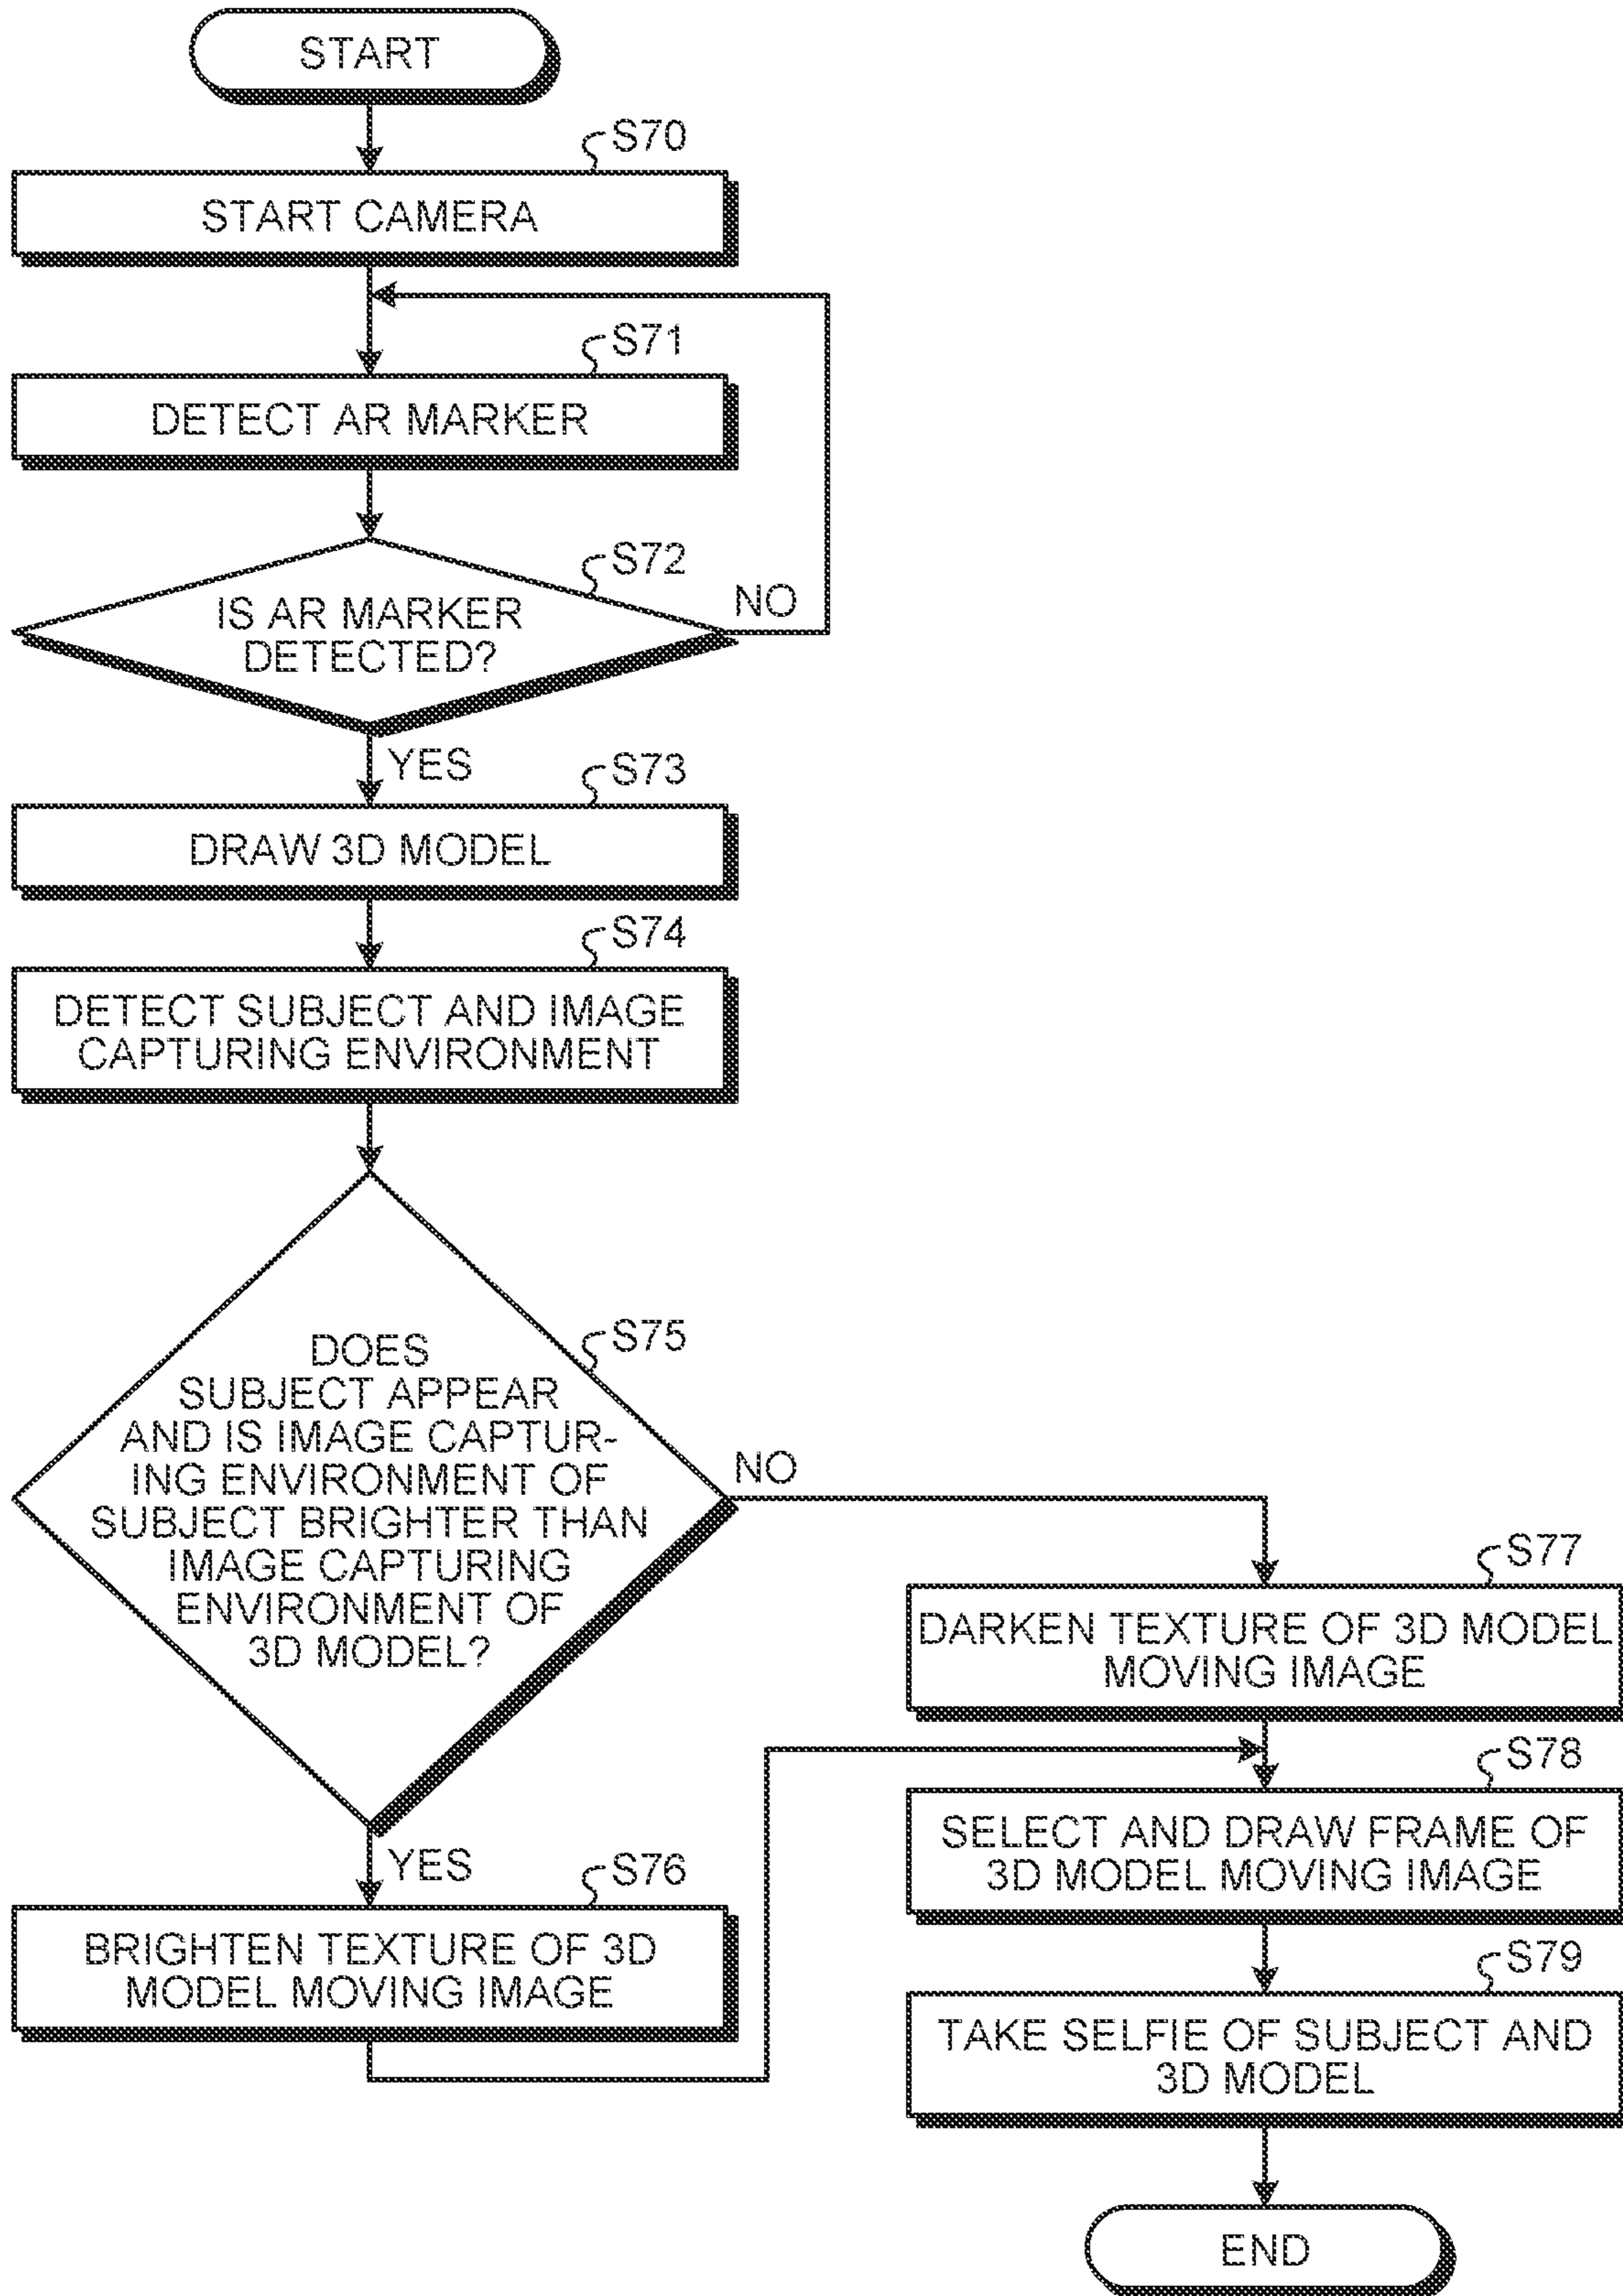 START
S70
START CAMERA
S71
DETECT AR MARKER
S72
IS AR MARKER
DETECTED?
NO
YES
S73
DRAW 3D MODEL
S74
DETECT SUBJECT AND IMAGE
CAPTURING ENVIRONMENT
S75
DOES
SUBJECT APPEAR
AND IS IMAGE CAPTUR-
ING ENVIRONMENT OF
SUBJECT BRIGHTER THAN
IMAGE CAPTURING
ENVIRONMENT OF
3D MODEL?
NO
YES
S76
BRIGHTEN TEXTURE OF 3D
MODEL MOVING IMAGE
S77
DARKEN TEXTURE OF 3D MODEL
MOVING IMAGE
S78
SELECT AND DRAW FRAME OF
3D MODEL MOVING IMAGE
S79
TAKE SELFIE OF SUBJECT AND
3D MODEL
END